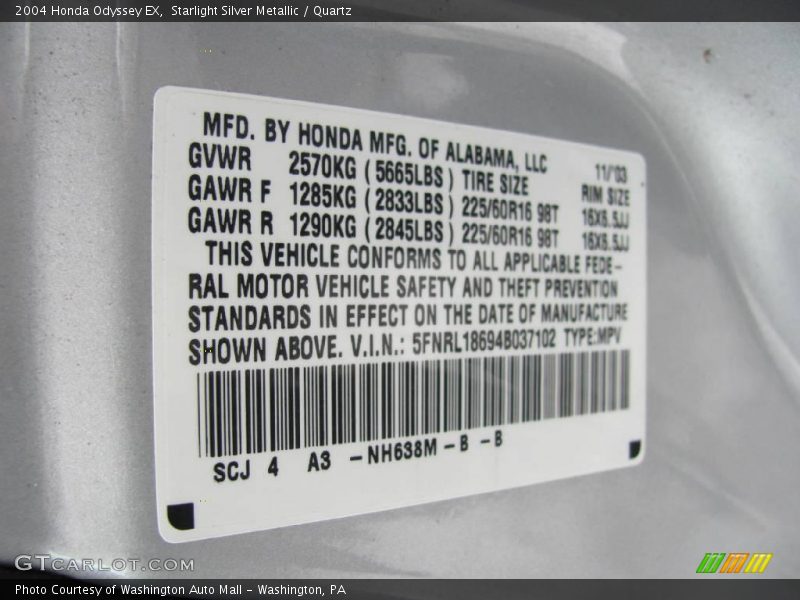 2004 Honda Odyssey EX,  Starlight Silver Metallic / Quartz
MFD. BY HONDA MFG. OF ALABAMA, LLC 11/'03
GVWR 2570KG ( 5665LBS ) TIRE SIZE RIM SIZE
GAWR F 1285KG ( 2833LBS ) 225/60R16 98T 16X6.5JJ
GAWR R 1290KG ( 2845LBS ) 225/60R16 98T 16X6.5JJ
THIS VEHICLE CONFORMS TO ALL APPLICABLE FEDE-
RAL MOTOR VEHICLE SAFETY AND THEFT PREVENTION
STANDARDS IN EFFECT ON THE DATE OF MANUFACTURE
SHOWN ABOVE. V.I.N.: 5FNRL18694B037102 TYPE:MPV
SCJ 4 A3 -NH638M-B -B
GTCARLOT.COM
Photo Courtesy of Washington Auto Mall - Washington, PA